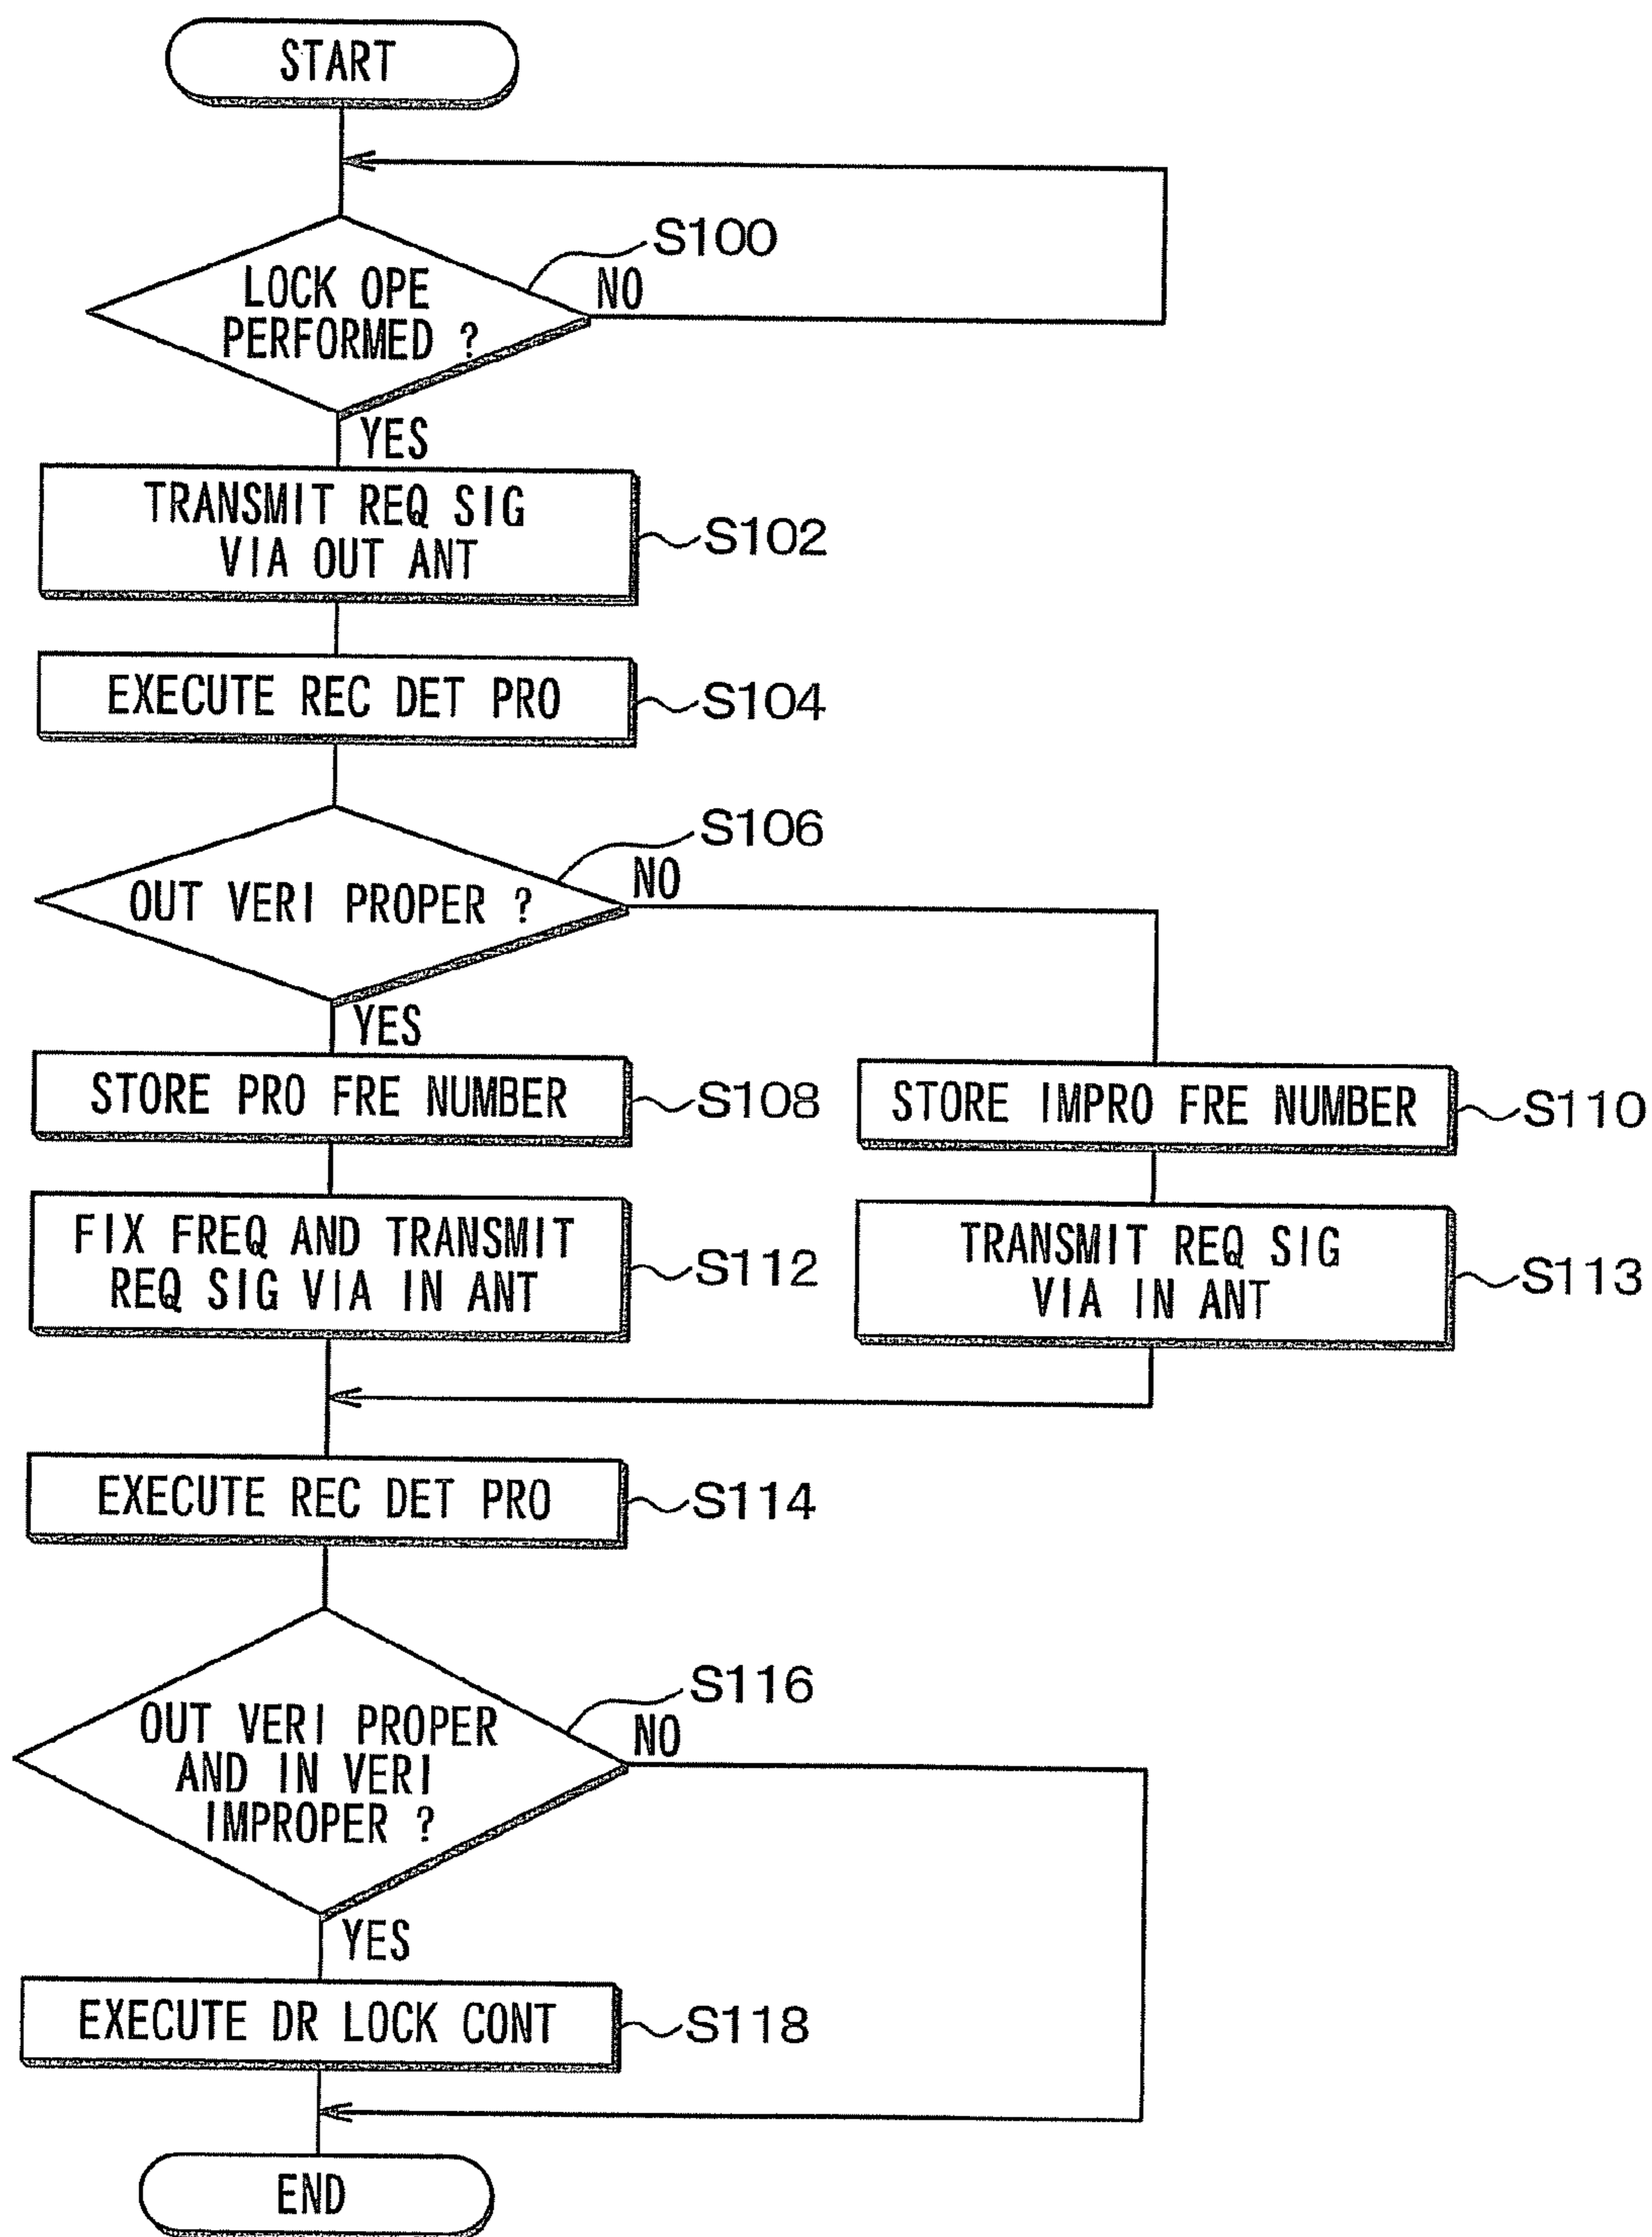 START
S100
LOCK OPE
PERFORMED ?
NO
YES
TRANSMIT REQ SIG
VIA OUT ANT
S102
EXECUTE REC DET PRO
S104
S106
OUT VERI PROPER ?
NO
YES
STORE PRO FRE NUMBER
S108
STORE IMPRO FRE NUMBER
S110
FIX FREQ AND TRANSMIT
REQ SIG VIA IN ANT
S112
TRANSMIT REQ SIG
VIA IN ANT
S113
EXECUTE REC DET PRO
S114
S116
OUT VERI PROPER
AND IN VERI
IMPROPER ?
NO
YES
EXECUTE DR LOCK CONT
S118
END